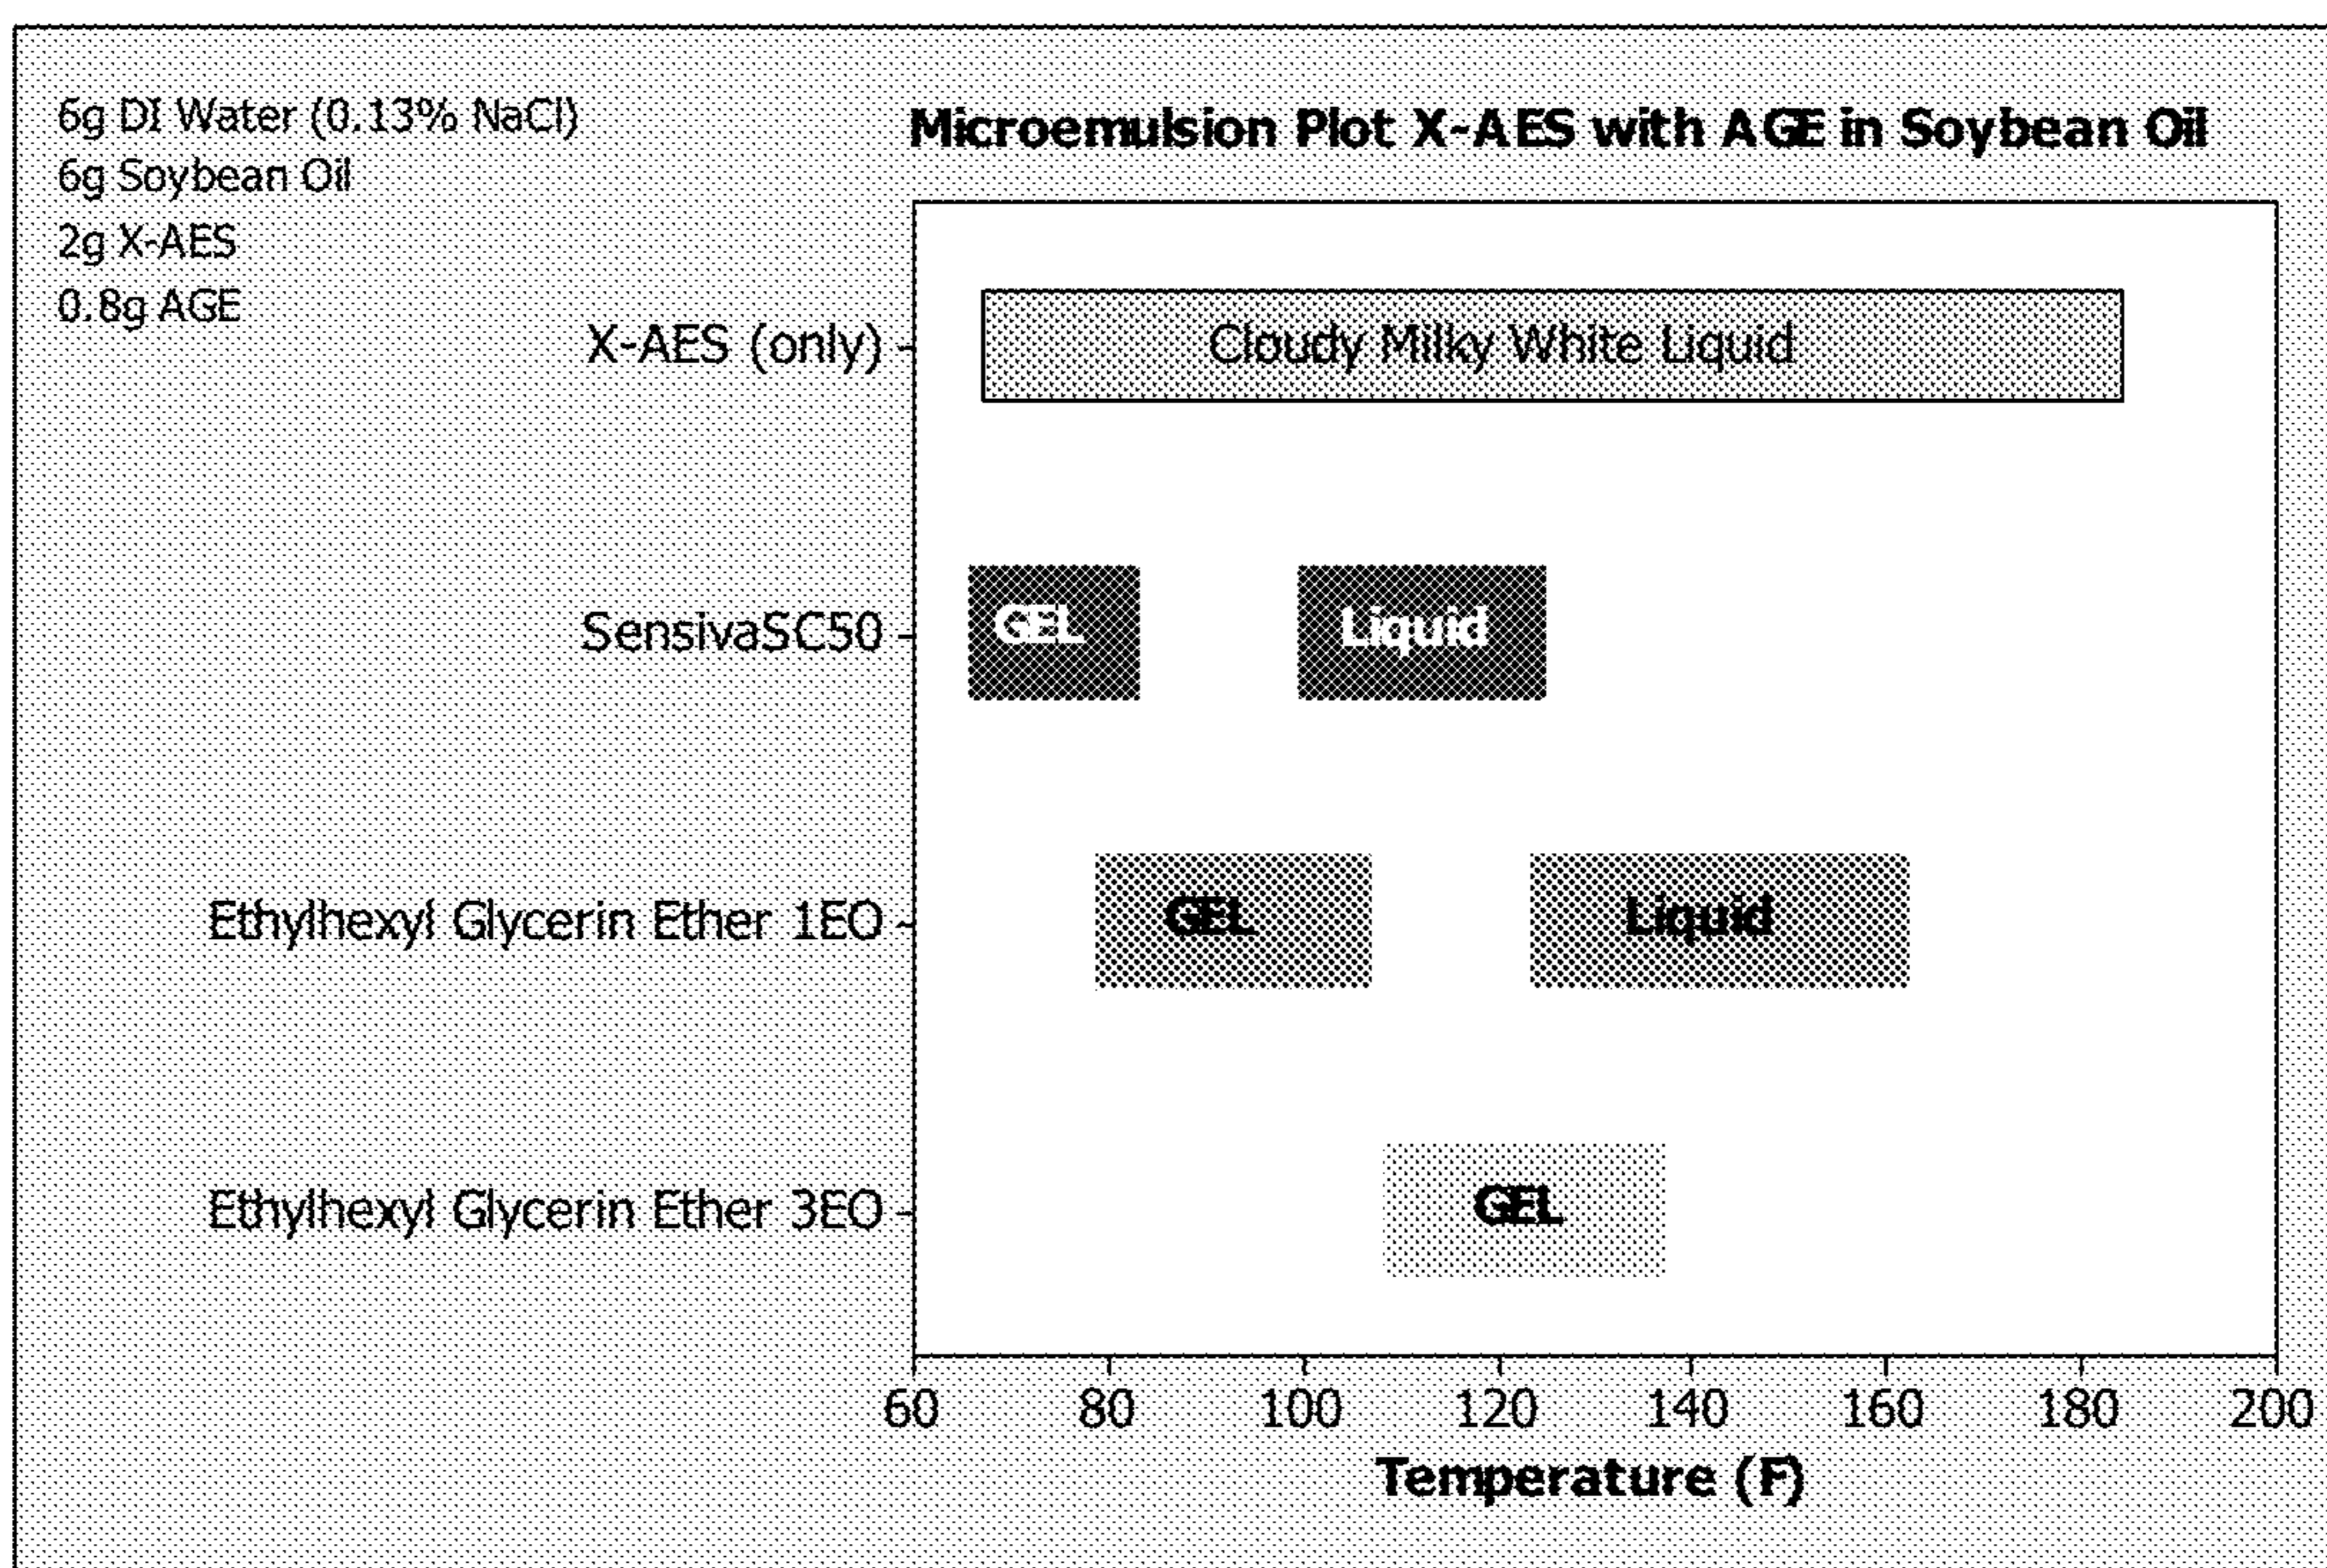 6g DI Water (0.13% NaCl)
6g Soybean Oil
2g X-AES
0.8g AGE
Microemulsion Plot X-AES with AGE in Soybean Oil
X-AES (only)
Cloudy Milky White Liquid
SensivaSC50
GEL
Liquid
Ethylhexyl Glycerin Ether 1EO
GEL
Liquid
Ethylhexyl Glycerin Ether 3EO
GEL
60 80 100 120 140 160 180 200
Temperature (F)